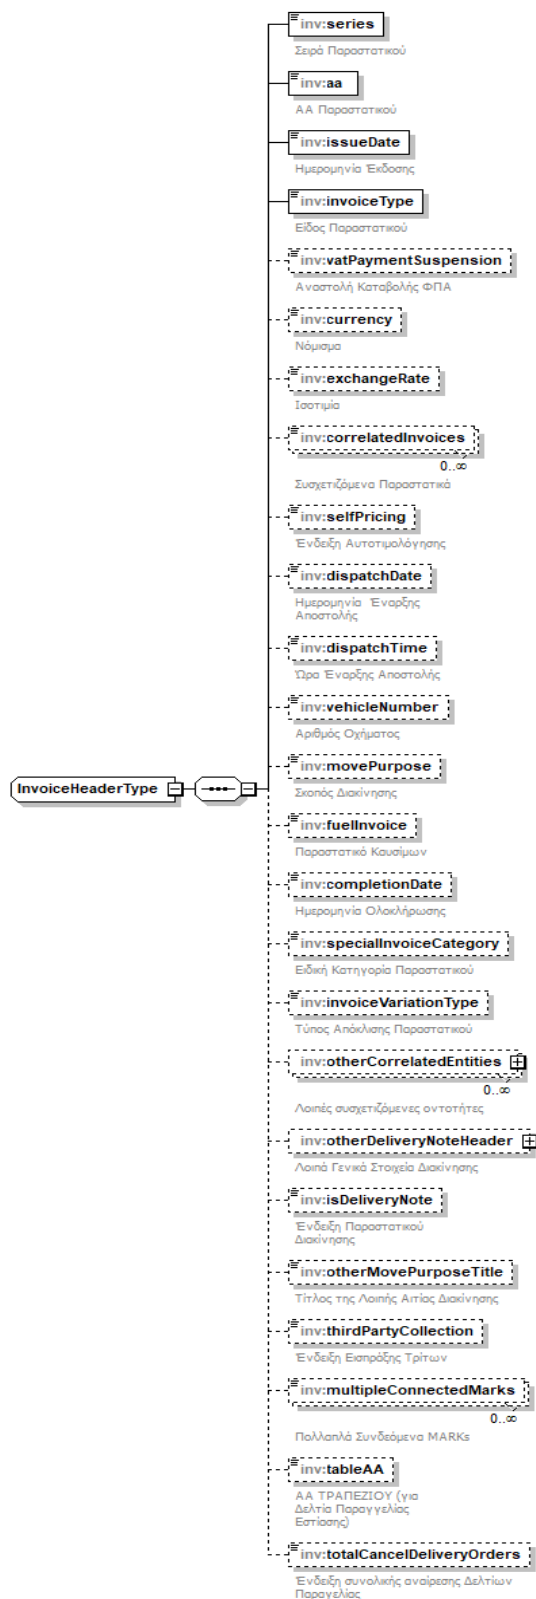 inv:series
Σειρά Παραστατικού
inv:aa
ΑΑ Παραστατικού
inv:issueDate
Ημερομηνία Έκδοσης
inv:invoiceType
Είδος Παραστατικού
inv:vatPaymentSuspension
Αναστολή Καταβολής ΦΠΑ
inv:currency
Νόμισμα
inv:exchangeRate
Ισοτιμία
inv:correlatedInvoices
0..∞
Συσχετιζόμενα Παραστατικά
inv:selfPricing
Ένδειξη Αυτοτιμολόγησης
inv:dispatchDate
Ημερομηνία Έναρξης
Αποστολής
inv:dispatchTime
Ώρα Έναρξης Αποστολής
inv:vehicleNumber
Αριθμός Οχήματος
inv:movePurpose
Σκοπός Διακίνησης
InvoiceHeaderType
inv:fuelInvoice
Παραστατικό Καυσίμων
inv:completionDate
Ημερομηνία Ολοκλήρωσης
inv:specialInvoiceCategory
Ειδική Κατηγορία Παραστατικού
inv:invoiceVariationType
Τύπος Απόκλισης Παραστατικού
inv:otherCorrelatedEntities
0..∞
Λοιπές συσχετιζόμενες οντοτήτες
inv:otherDeliveryNoteHeader
Λοιπά Γενικά Στοιχεία Διακίνησης
inv:isDeliveryNote
Ένδειξη Παραστατικού
Διακίνησης
inv:otherMovePurposeTitle
Τίτλος της Λοιπής Αιτίας Διακίνησης
inv:thirdPartyCollection
Ένδειξη Εισπράξης Τρίτων
inv:multipleConnectedMarks
0..∞
Πολλαπλά Συνδεόμενα MARKs
inv:tableAA
ΑΑ ΤΡΑΠΕΖΙΟΥ (για
Δελτία Παραγγελίας
Εστίασης)
inv:totalCancelDeliveryOrders
Ένδειξη συνολικής αναίρεσης Δελτίων
Παραγελίας